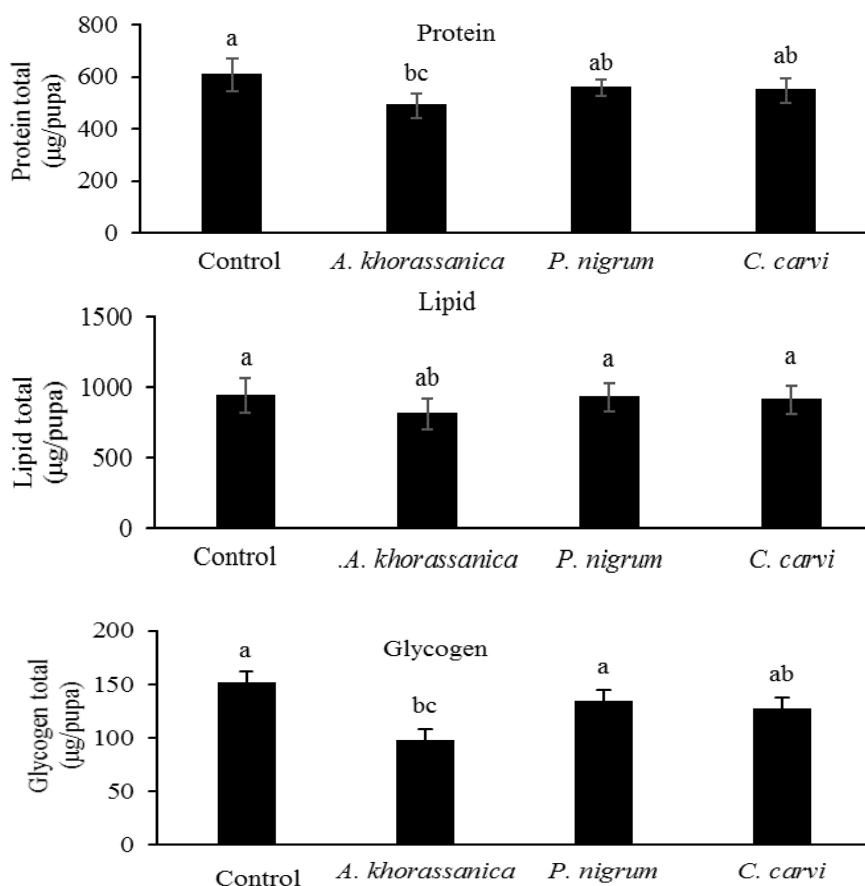 Protein
Protein total
(µg/pupa)
800
600
400
200
0
a
bc
ab
ab
Control
A. khorassanica
P. nigrum
C. carvi
Lipid
Lipid total
(µg/pupa)
1500
1000
500
0
a
ab
a
a
Control
.A. khorassanica
P. nigrum
C. carvi
Glycogen
Glycogen total
(µg/pupa)
200
150
100
50
0
a
bc
a
ab
Control
A. khorassanica
P. nigrum
C. carvi